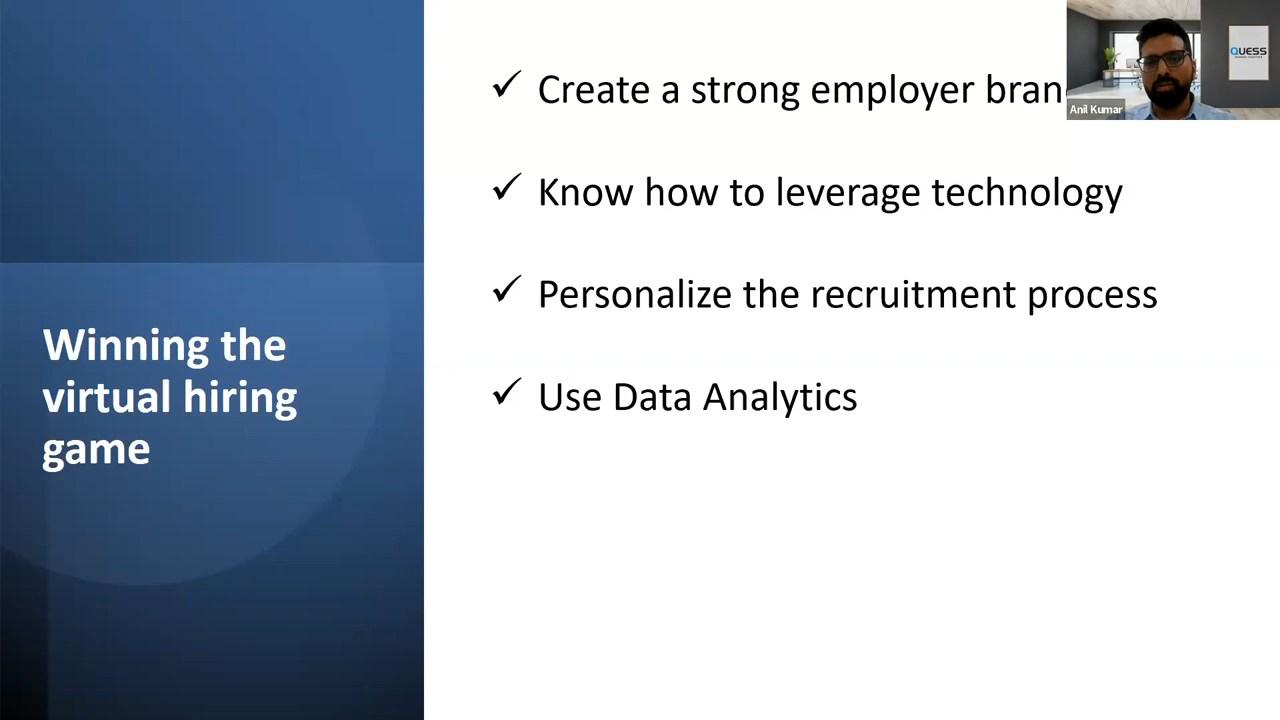 Create a strong employer bran
QUESS
Anil Kumar
Know how to leverage technology
Personalize the recruitment process
Winning the
virtual hiring
game
Use Data Analytics